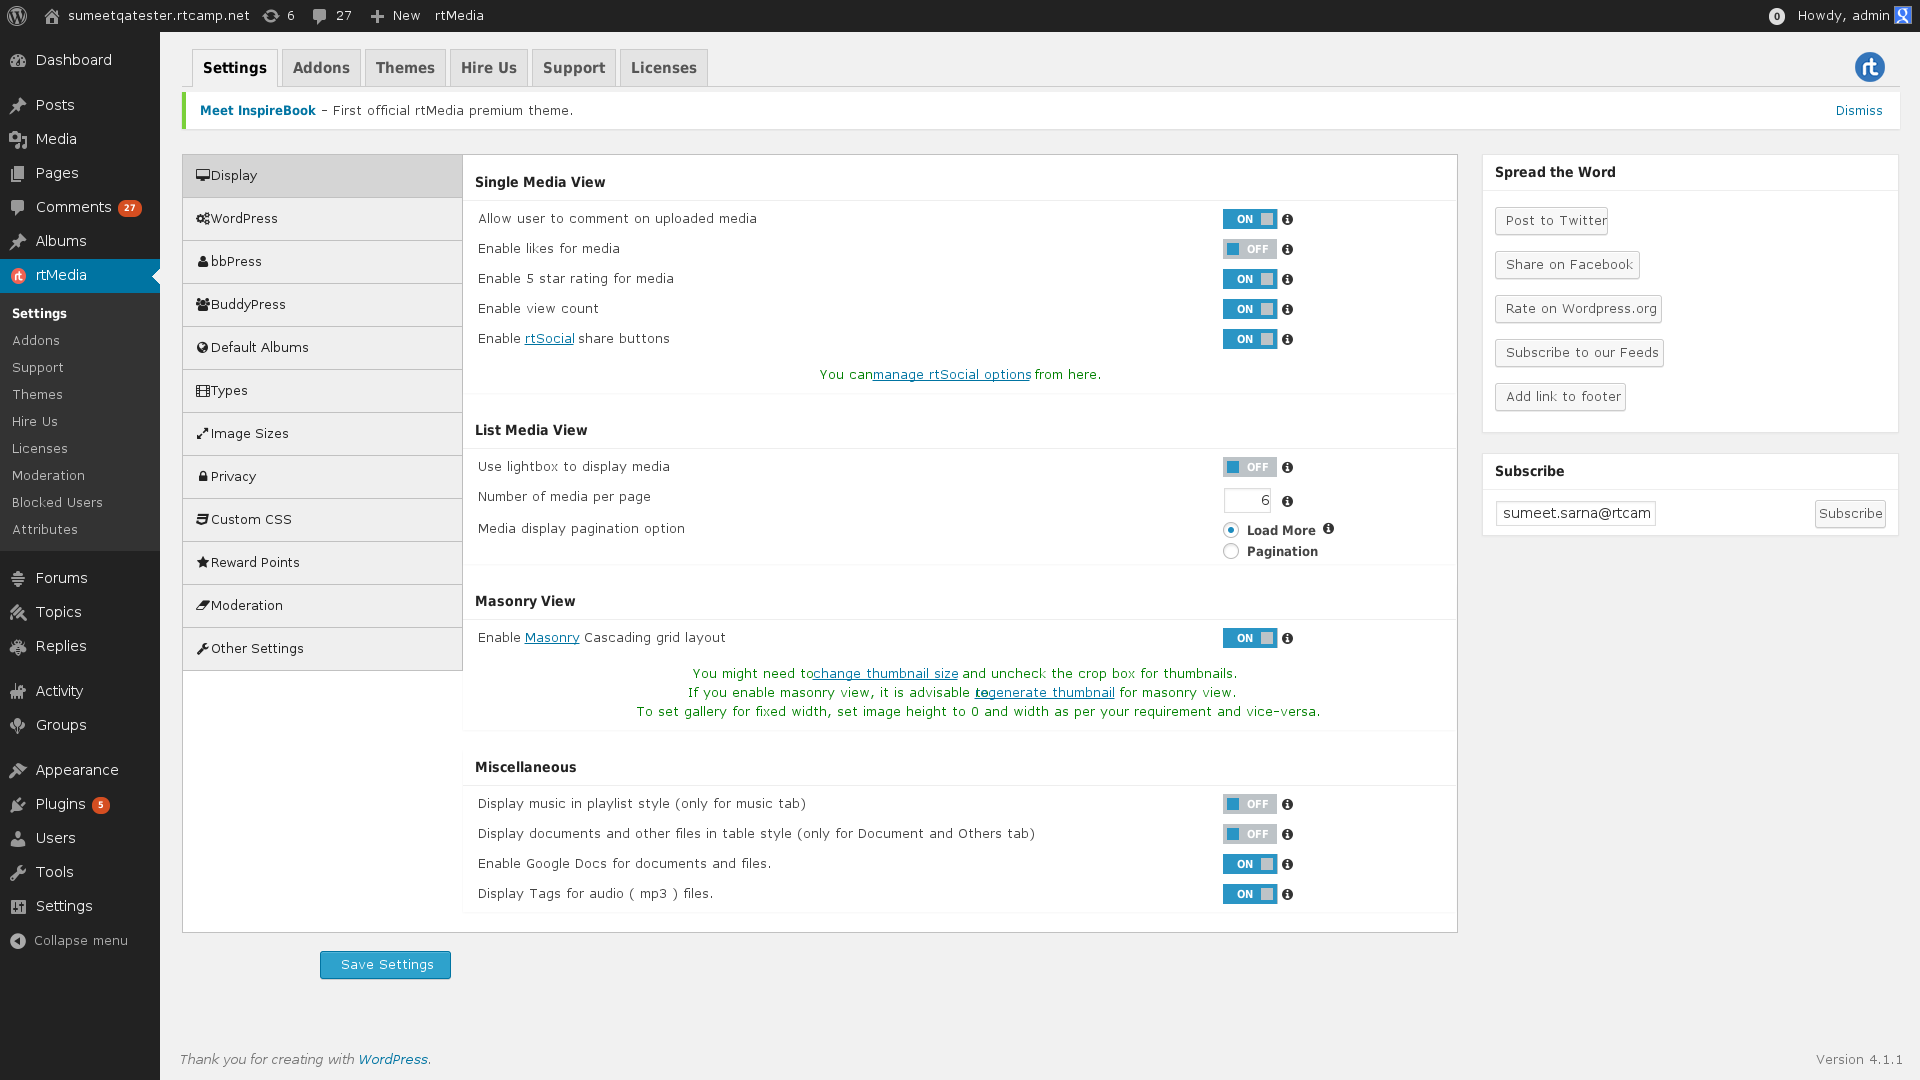 sumeetqatester.rtcamp.net 6 27 New rtMedia 0 Howdy, admin
Dashboard
Posts
Media
Pages
Comments 27
Albums
rtMedia
Settings
Addons
Support
Themes
Hire Us
Licenses
Moderation
Blocked Users
Attributes
Forums
Topics
Replies
Activity
Groups
Appearance
Plugins 5
Users
Tools
Settings
Collapse menu
Settings Addons Themes Hire Us Support Licenses rt
Meet InspireBook - First official rtMedia premium theme. Dismiss
Display
WordPress
bbPress
BuddyPress
Default Albums
Types
Image Sizes
Privacy
Custom CSS
Reward Points
Moderation
Other Settings
Single Media View
Allow user to comment on uploaded media ON
Enable likes for media OFF
Enable 5 star rating for media ON
Enable view count ON
Enable rtSocial share buttons ON
You can manage rtSocial options from here.
List Media View
Use lightbox to display media OFF
Number of media per page 6
Media display pagination option Load More
Pagination
Masonry View
Enable Masonry Cascading grid layout ON
You might need to change thumbnail size and uncheck the crop box for thumbnails.
If you enable masonry view, it is advisable to regenerate thumbnail for masonry view.
To set gallery for fixed width, set image height to 0 and width as per your requirement and vice-versa.
Miscellaneous
Display music in playlist style (only for music tab) OFF
Display documents and other files in table style (only for Document and Others tab) OFF
Enable Google Docs for documents and files. ON
Display Tags for audio ( mp3 ) files. ON
Save Settings
Spread the Word
Post to Twitter
Share on Facebook
Rate on Wordpress.org
Subscribe to our Feeds
Add link to footer
Subscribe
sumeet.sarna@rtcam Subscribe
Thank you for creating with WordPress. Version 4.1.1